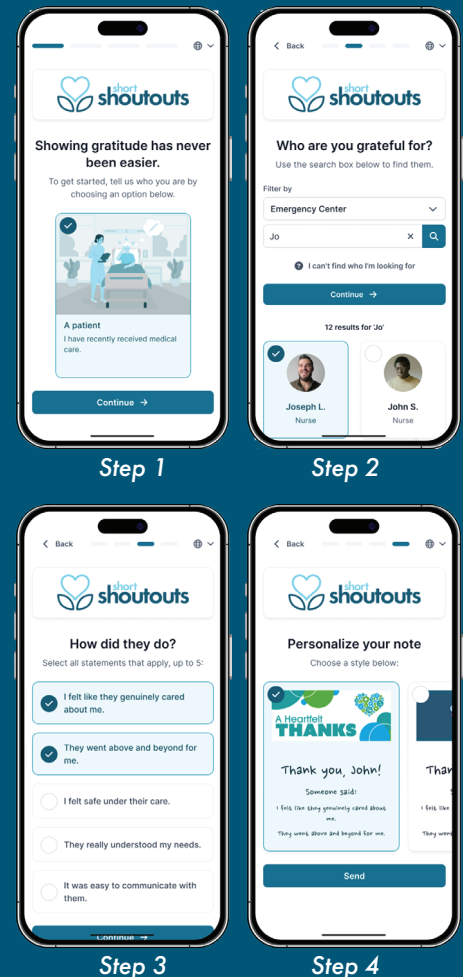 short
shoutouts
Showing gratitude has never
been easier.
To get started, tell us who you are by
choosing an option below.
A patient
I have recently received medical
care.
Continue →
Step 1
Back
short
shoutouts
Who are you grateful for?
Use the search box below to find them.
Filter by
Emergency Center
Jo
I can't find who I'm looking for
Continue →
12 results for 'Jo'
Joseph L.
Nurse
John S.
Nurse
Step 2
Back
short
shoutouts
How did they do?
Select all statements that apply, up to 5:
I felt like they genuinely cared
about me.
They went above and beyond for
me.
I felt safe under their care.
They really understood my needs.
It was easy to communicate with
them.
Continue →
Step 3
Back
short
shoutouts
Personalize your note
Choose a style below:
A Heartfelt
THANKS
Thank you, John!
Someone said:
I felt like they genuinely cared about
me.
They went above and beyond for me.
Than
I felt like
They went
Send
Step 4